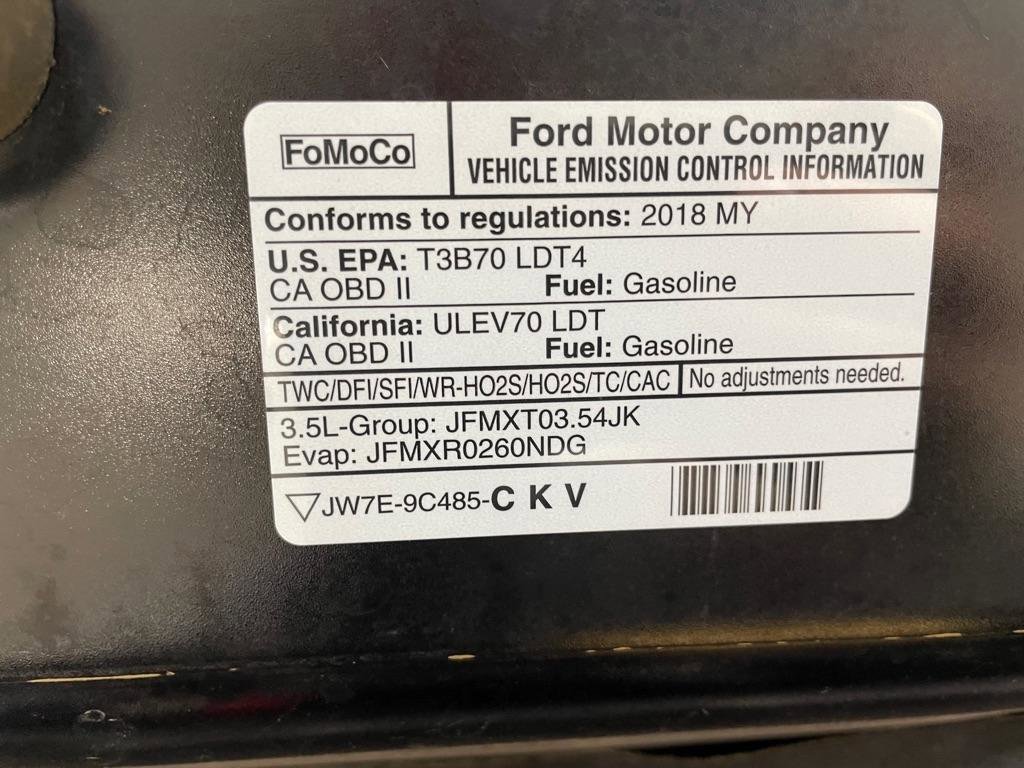 FoMoCo
Ford Motor Company
VEHICLE EMISSION CONTROL INFORMATION
Conforms to regulations: 2018 MY
U.S. EPA: T3B70 LDT4
CA OBD II Fuel: Gasoline
California: ULEV70 LDT
CA OBD II Fuel: Gasoline
TWC/DFI/SFI/WR-HO2S/HO2S/TC/CAC No adjustments needed.
3.5L-Group: JFMXT03.54JK
Evap: JFMXR0260NDG
JW7E-9C485-C K V